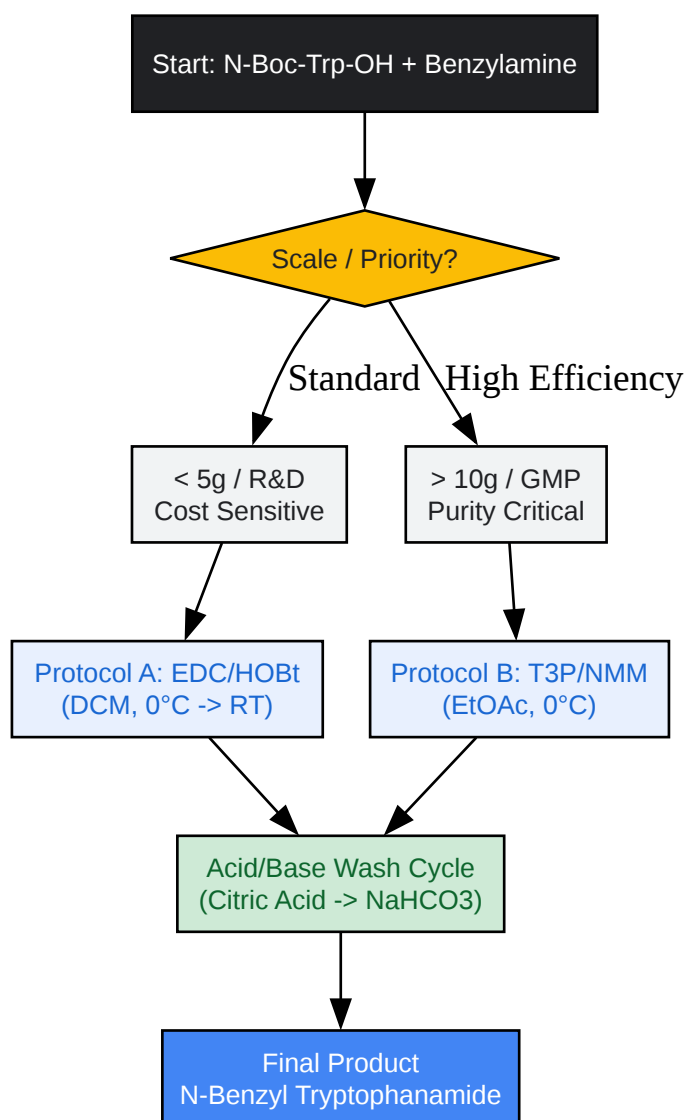 Start: N-Boc-Trp-OH + Benzylamine
Scale / Priority?
Standard
High Efficiency
< 5g / R&D
Cost Sensitive
> 10g / GMP
Purity Critical
Protocol A: EDC/HOBt
(DCM, 0°C -> RT)
Protocol B: T3P/NMM
(EtOAc, 0°C)
Acid/Base Wash Cycle
(Citric Acid -> NaHCO3)
Final Product
N-Benzyl Tryptophanamide